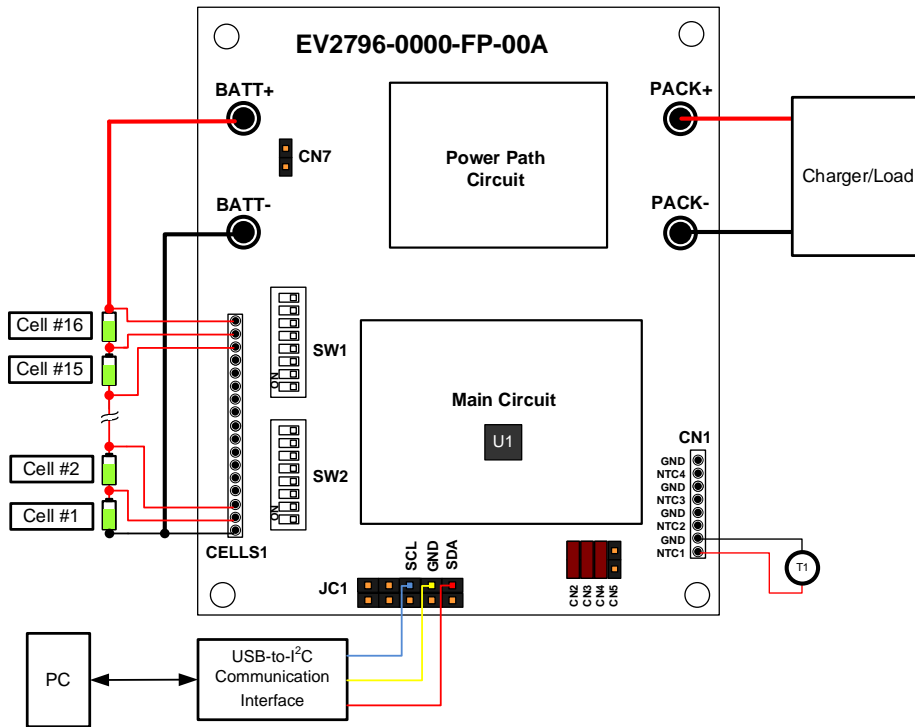 EV2796-0000-FP-00A
BATT+
PACK+
CN7
Power Path
Circuit
Charger/Load
BATT-
PACK-
Cell #16
Cell #15
Cell #2
Cell #1
SW1
ON
SW2
ON
CELLS1
Main Circuit
U1
CN1
GND
NTC4
GND
NTC3
GND
NTC2
GND
NTC1
T1
SCL
GND
SDA
JC1
CN2
CN3
CN4
CN5
PC
USB-to-I²C
Communication
Interface